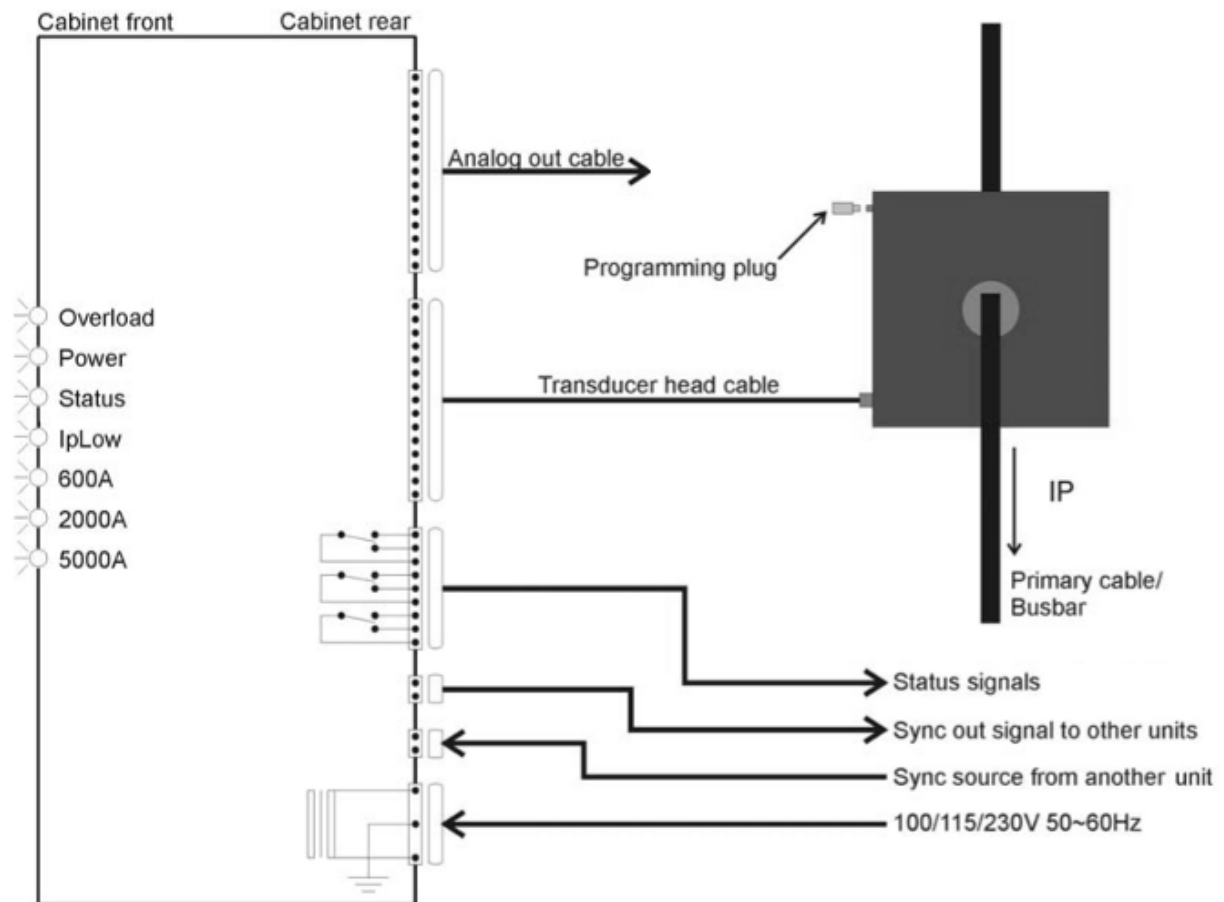 Cabinet front
Cabinet rear
Analog out cable
Programming plug
Overload
Power
Status
IpLow
600A
2000A
5000A
Transducer head cable
IP
Primary cable/
Busbar
Status signals
Sync out signal to other units
Sync source from another unit
100/115/230V 50~60Hz